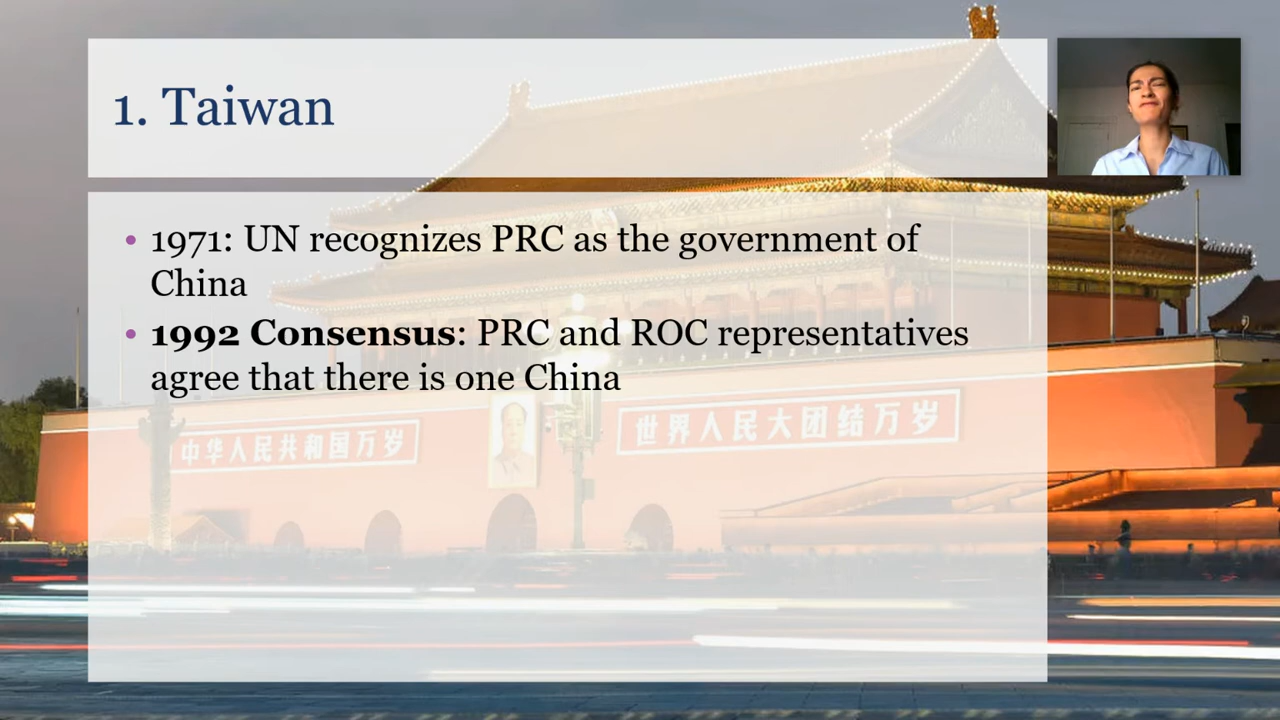 1. Taiwan
• 1971: UN recognizes PRC as the government of
China
• 1992 Consensus: PRC and ROC representatives
agree that there is one China
中华人民共和国万岁
世界人民大团结万岁